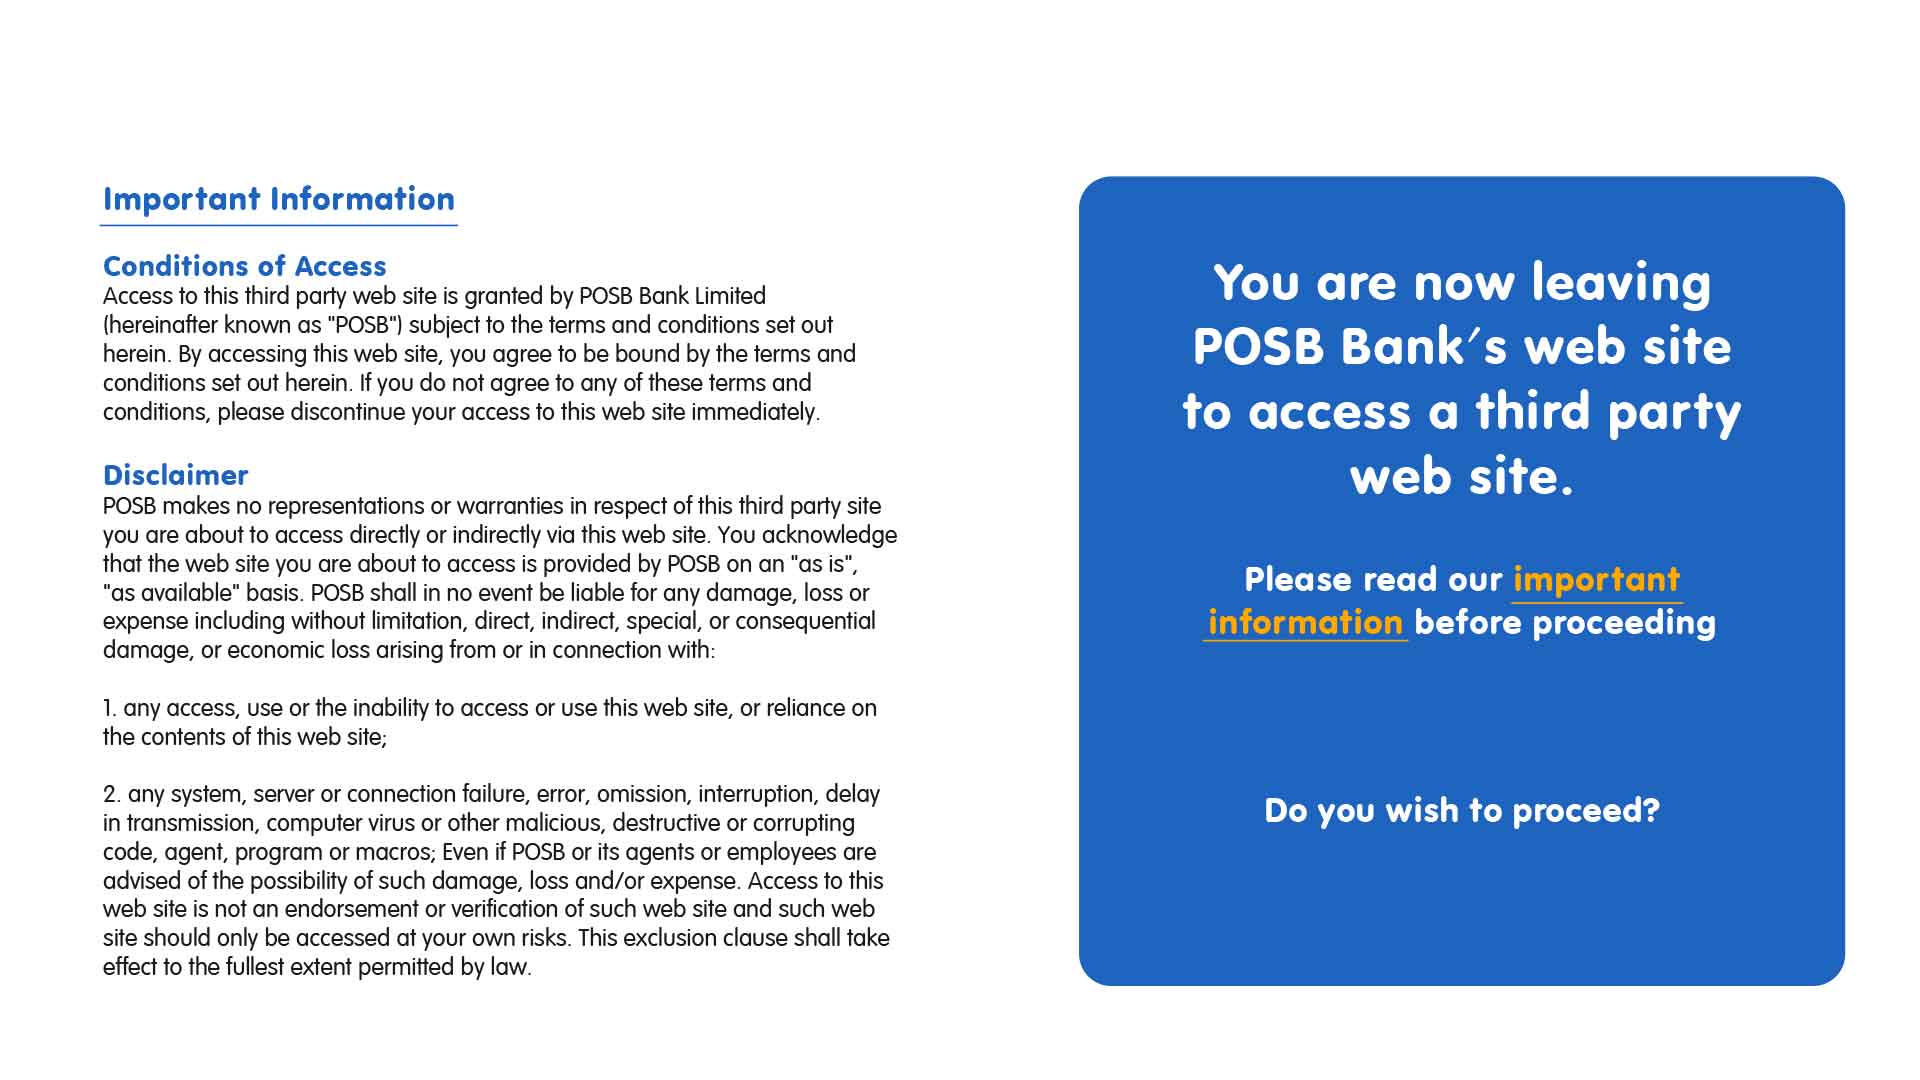 Important Information
Conditions of Access
Access to this third party web site is granted by POSB Bank Limited
(hereinafter known as "POSB") subject to the terms and conditions set out
herein. By accessing this web site, you agree to be bound by the terms and
conditions set out herein. If you do not agree to any of these terms and
conditions, please discontinue your access to this web site immediately.
Disclaimer
POSB makes no representations or warranties in respect of this third party site
you are about to access directly or indirectly via this web site. You acknowledge
that the web site you are about to access is provided by POSB on an "as is",
"as available" basis. POSB shall in no event be liable for any damage, loss or
expense including without limitation, direct, indirect, special, or consequential
damage, or economic loss arising from or in connection with:
1. any access, use or the inability to access or use this web site, or reliance on
the contents of this web site;
2. any system, server or connection failure, error, omission, interruption, delay
in transmission, computer virus or other malicious, destructive or corrupting
code, agent, program or macros; Even if POSB or its agents or employees are
advised of the possibility of such damage, loss and/or expense. Access to this
web site is not an endorsement or verification of such web site and such web
site should only be accessed at your own risks. This exclusion clause shall take
effect to the fullest extent permitted by law.
You are now leaving
POSB Bank′s web site
to access a third party
web site.
Please read our important
information before proceeding
Do you wish to proceed?